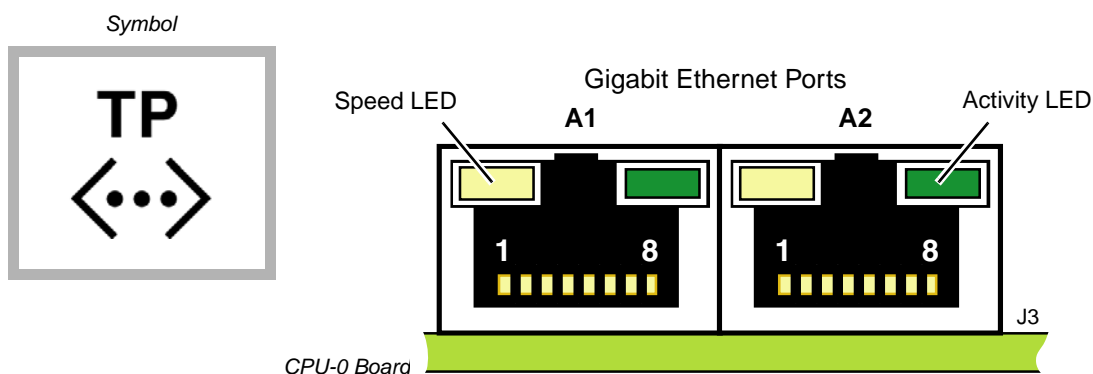 Symbol
TP
Gigabit Ethernet Ports
Speed LED
Activity LED
A1
A2
1 8
1 8
J3
CPU-0 Board